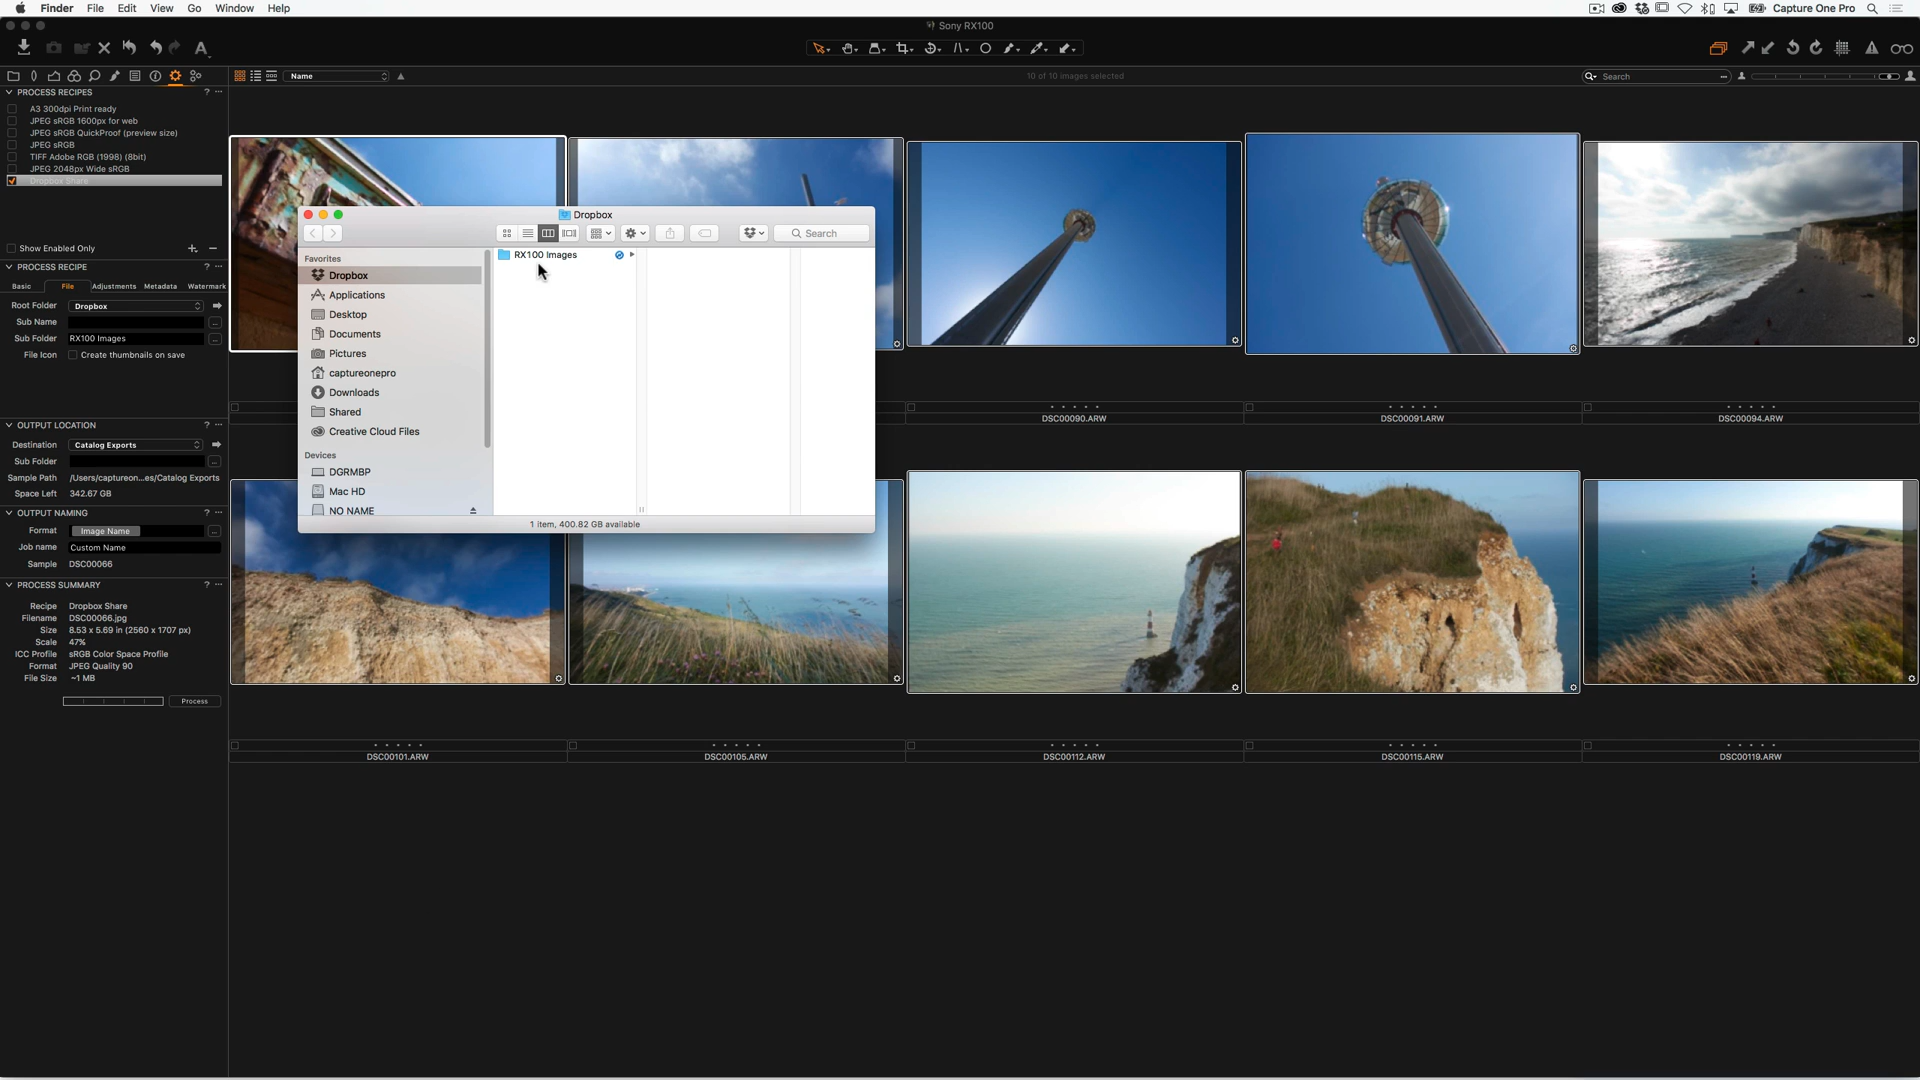 Finder File Edit View Go Window Help
Capture One Pro
Sony RX100
Name
10 of 10 images selected
Search
PROCESS RECIPES ?
A3 300dpi Print ready
JPEG sRGB 1600px for web
JPEG sRGB QuickProof (preview size)
JPEG sRGB
TIFF Adobe RGB (1998) (8bit)
JPEG 2048px Wide sRGB
Dropbox Share
Show Enabled Only
PROCESS RECIPE ?
Basic File Adjustments Metadata Watermark
Root Folder Dropbox
Sub Name
Sub Folder RX100 Images
File Icon Create thumbnails on save
OUTPUT LOCATION ?
Destination Catalog Exports
Sub Folder
Sample Path /Users/captureon...es/Catalog Exports
Space Left 342.67 GB
OUTPUT NAMING ?
Format Image Name
Job name Custom Name
Sample DSC00066
PROCESS SUMMARY ?
Recipe Dropbox Share
Filename DSC00066.jpg
Size 8.53 x 5.69 in (2560 x 1707 px)
Scale 47%
ICC Profile sRGB Color Space Profile
Format JPEG Quality 90
File Size ~1 MB
Process
Dropbox
Search
Favorites
Dropbox
Applications
Desktop
Documents
Pictures
captureonepro
Downloads
Shared
Creative Cloud Files
Devices
DGRMBP
Mac HD
NO NAME
RX100 Images
1 item, 400.82 GB available
DSC00090.ARW
DSC00091.ARW
DSC00094.ARW
DSC00101.ARW
DSC00105.ARW
DSC00112.ARW
DSC00115.ARW
DSC00119.ARW